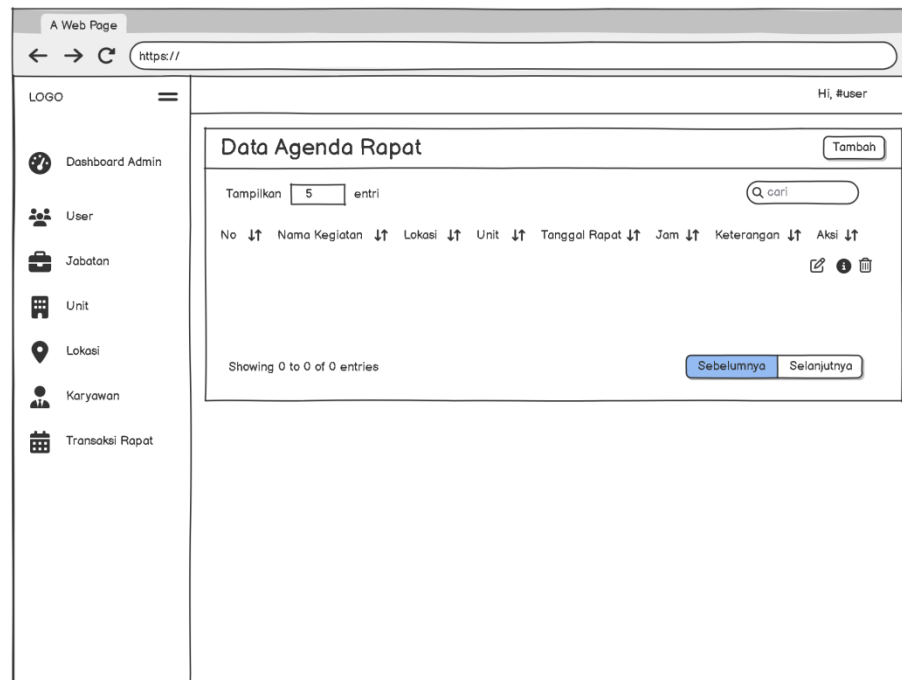 A Web Page
https://
LOGO
Hi, #user
Dashboard Admin
User
Jabatan
Unit
Lokasi
Karyawan
Transaksi Rapat
Data Agenda Rapat
Tambah
Tampilkan 5 entri
cari
No Nama Kegiatan Lokasi Unit Tanggal Rapat Jam Keterangan Aksi
Showing 0 to 0 of 0 entries
Sebelumnya Selanjutnya